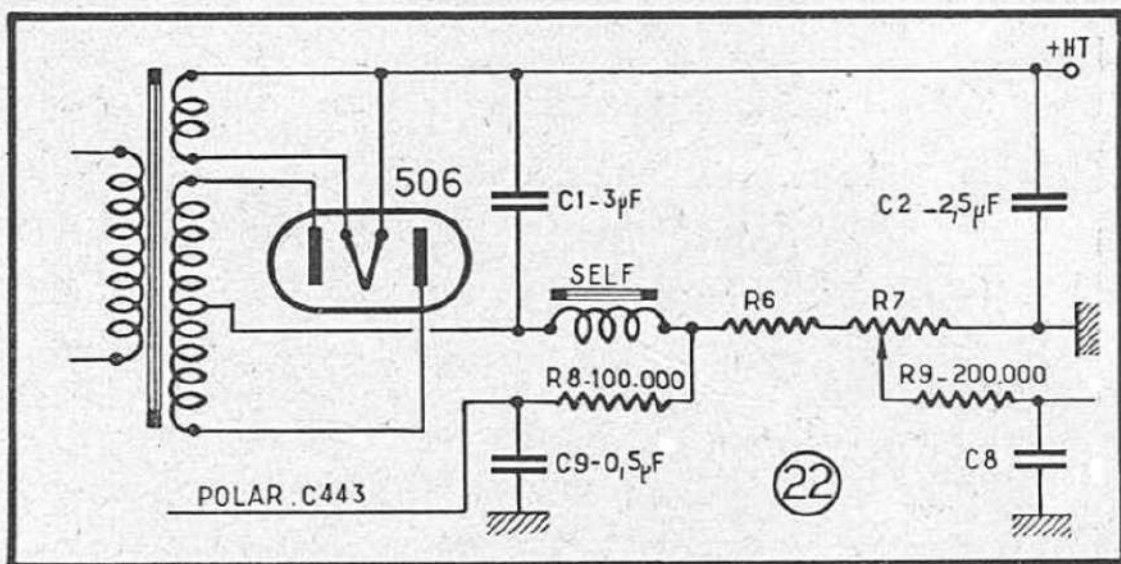 +HT
506
C1-3µF
C2-2,5µF
SELF
R6
R7
R8-100.000
R9-200.000
C9-0,5µF
C8
POLAR.C443
22